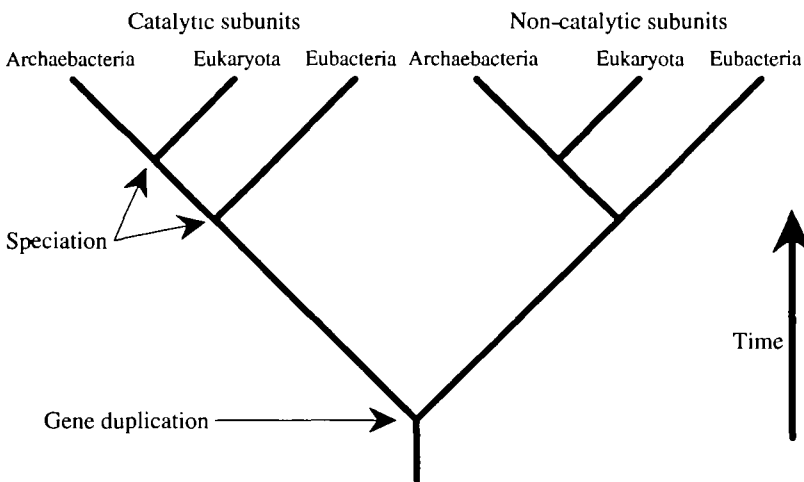 Catalytic subunits
Non-catalytic subunits
Archaebacteria
Eukaryota
Eubacteria
Archaebacteria
Eukaryota
Eubacteria
Speciation
Time
Gene duplication